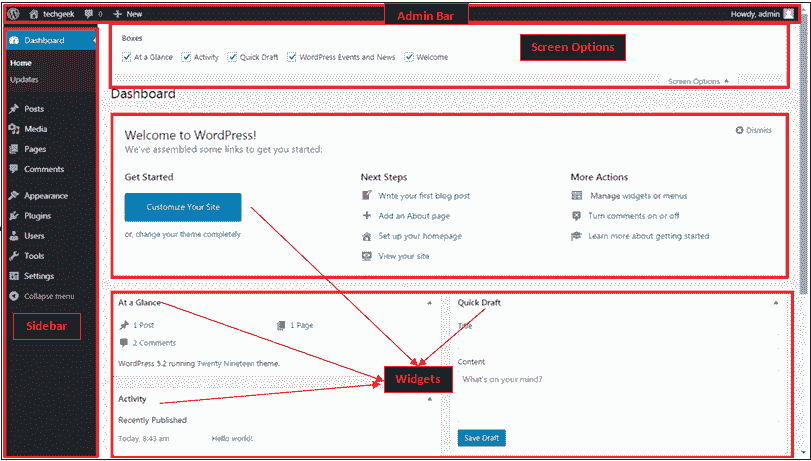 techgeek 0 + New Admin Bar Howdy, admin
Dashboard
Home
Updates
Posts
Media
Pages
Comments
Appearance
Plugins
Users
Tools
Settings
Collapse menu
Sidebar
Boxes
At a Glance Activity Quick Draft WordPress Events and News Welcome
Screen Options
Screen Options
Dashboard
Welcome to WordPress!
We've assembled some links to get you started:
Dismiss
Get Started
Customize Your Site
or, change your theme completely
Next Steps
Write your first blog post
Add an About page
Set up your homepage
View your site
More Actions
Manage widgets or menus
Turn comments on or off
Learn more about getting started
At a Glance
1 Post 1 Page
2 Comments
WordPress 5.2 running Twenty Nineteen theme.
Activity
Recently Published
Today, 8:43 am Hello world!
Widgets
Quick Draft
Title
Content
What's on your mind?
Save Draft